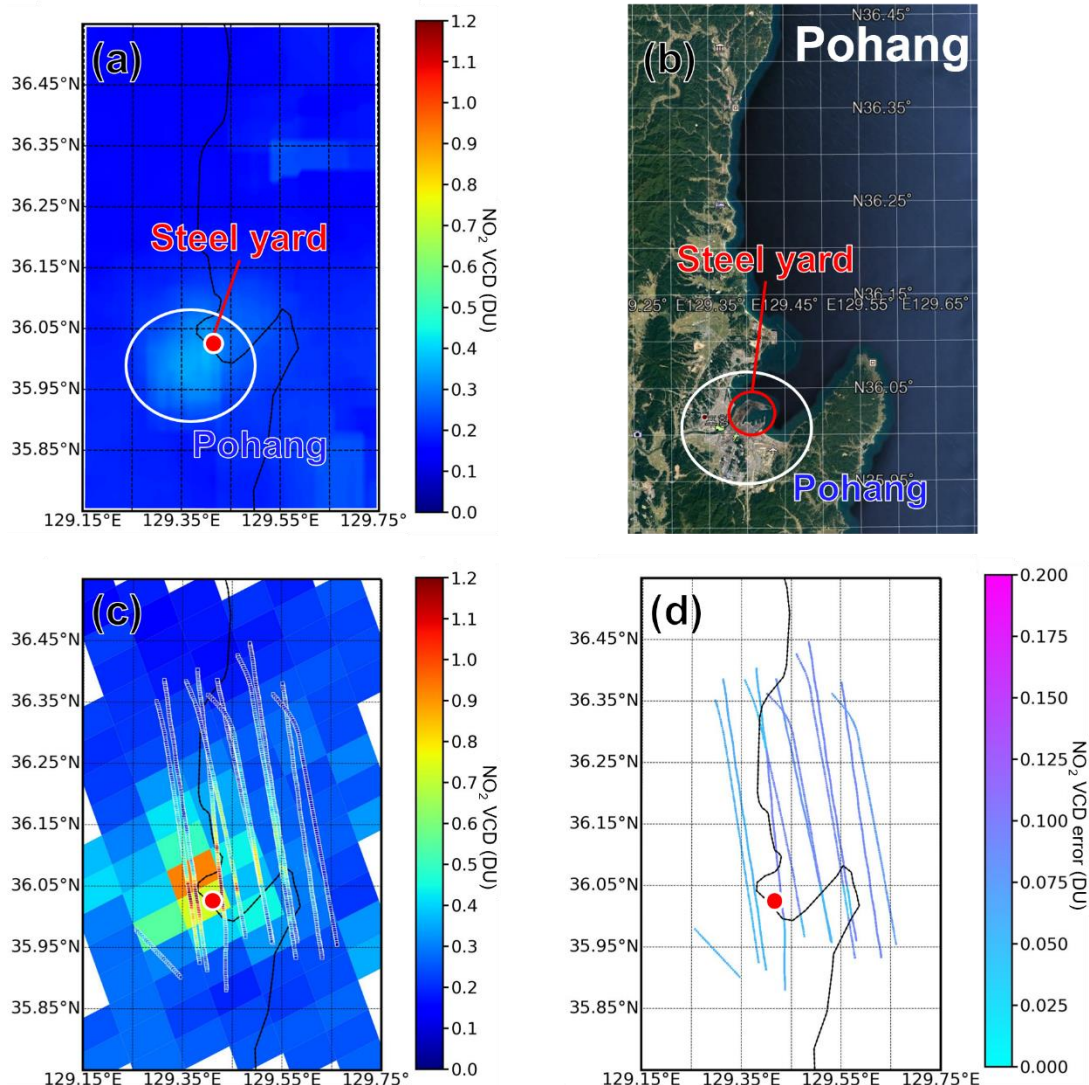 (a)
36.45°N
36.35°N
36.25°N
36.15°N
36.05°N
35.95°N
35.85°N
129.15°E 129.35°E 129.55°E 129.75°E
Steel yard
Pohang
1.2
1.1
1.0
0.9
0.8
0.7
0.6
0.5
0.4
0.3
0.2
0.1
0.0
NO₂ VCD (DU)
(b)
Pohang
N36.45°
N36.35°
N36.25°
N36.15°
Steel yard
9.25° E129.35° E129.45° E129.55° E129.65°
N36.05°
Pohang
(c)
36.45°N
36.35°N
36.25°N
36.15°N
36.05°N
35.95°N
35.85°N
129.15°E 129.35°E 129.55°E 129.75°E
1.2
1.1
1.0
0.9
0.8
0.7
0.6
0.5
0.4
0.3
0.2
0.1
0.0
NO₂ VCD (DU)
(d)
36.45°N
36.35°N
36.25°N
36.15°N
36.05°N
35.95°N
35.85°N
129.15°E 129.35°E 129.55°E 129.75°E
0.200
0.175
0.150
0.125
0.100
0.075
0.050
0.025
0.000
NO₂ VCD error (DU)